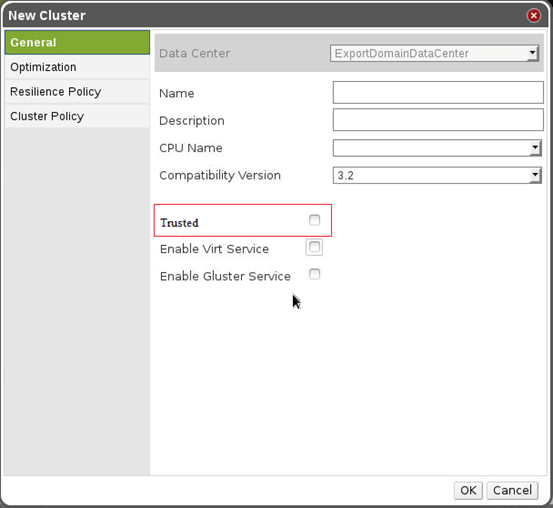 New Cluster
General
Optimization
Resilience Policy
Cluster Policy
Data Center ExportDomainDataCenter
Name
Description
CPU Name
Compatibility Version 3.2
Trusted
Enable Virt Service
Enable Gluster Service
OK Cancel